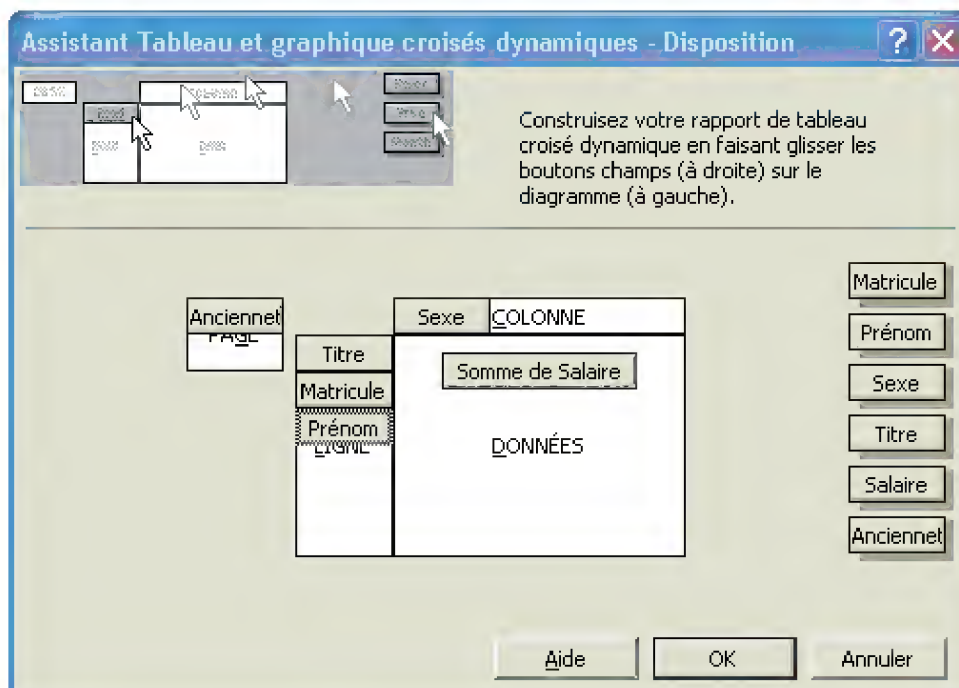 Assistant Tableau et graphique croisés dynamiques - Disposition
Construisez votre rapport de tableau
croisé dynamique en faisant glisser les
boutons champs (à droite) sur le
diagramme (à gauche).
Anciennet
PAGE
Sexe
COLONNE
Titre
Matricule
Prénom
LIGNE
Somme de Salaire
DONNÉES
Matricule
Prénom
Sexe
Titre
Salaire
Anciennet
Aide
OK
Annuler